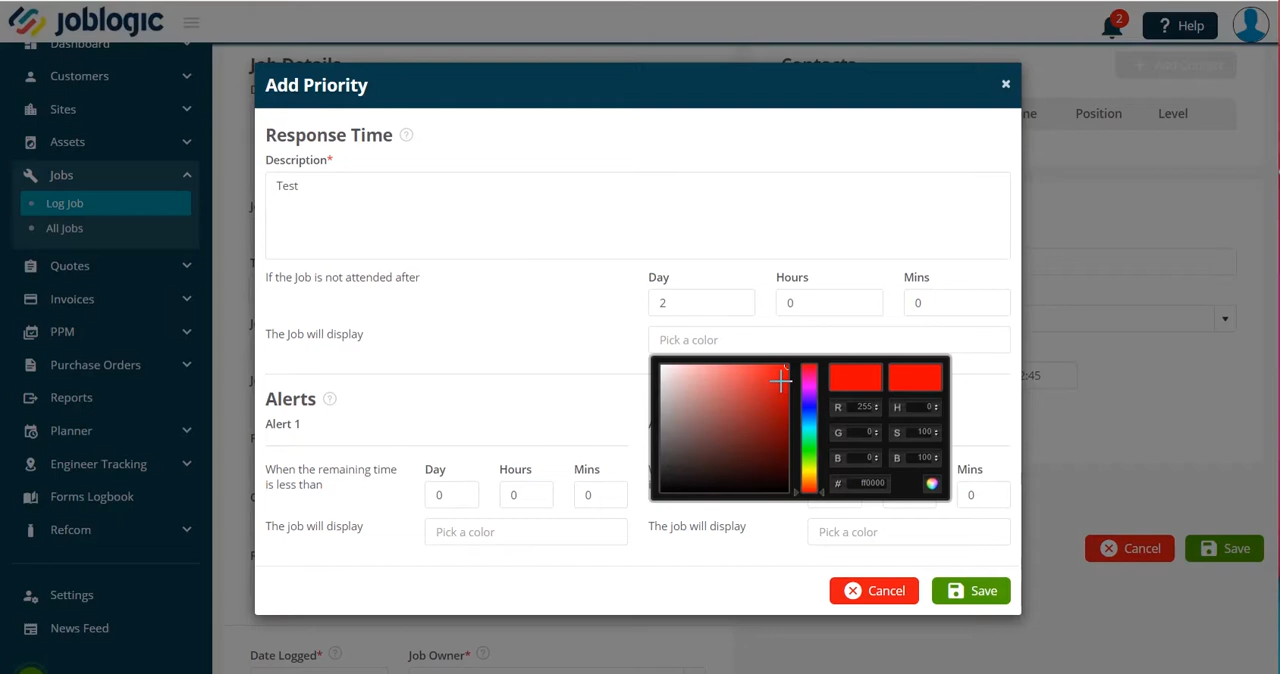 joblogic
2
? Help
Dashboard
Customers
Sites
Assets
Jobs
Log Job
All Jobs
Quotes
Invoices
PPM
Purchase Orders
Reports
Planner
Engineer Tracking
Forms Logbook
Refcom
Settings
News Feed
Job Details
Contacts
Position
Level
Add Priority
×
Response Time ?
Description*
Test
If the Job is not attended after
Day Hours Mins
2 0 0
The Job will display
Pick a color
R 255 H 0
G 0 S 100
B 0 B 100
# ff0000
Alerts ?
Alert 1
When the remaining time
is less than
Day Hours Mins
0 0 0
Mins
0
The job will display
Pick a color
The job will display
Pick a color
Cancel Save
2:45
Cancel Save
Date Logged* ?
Job Owner* ?